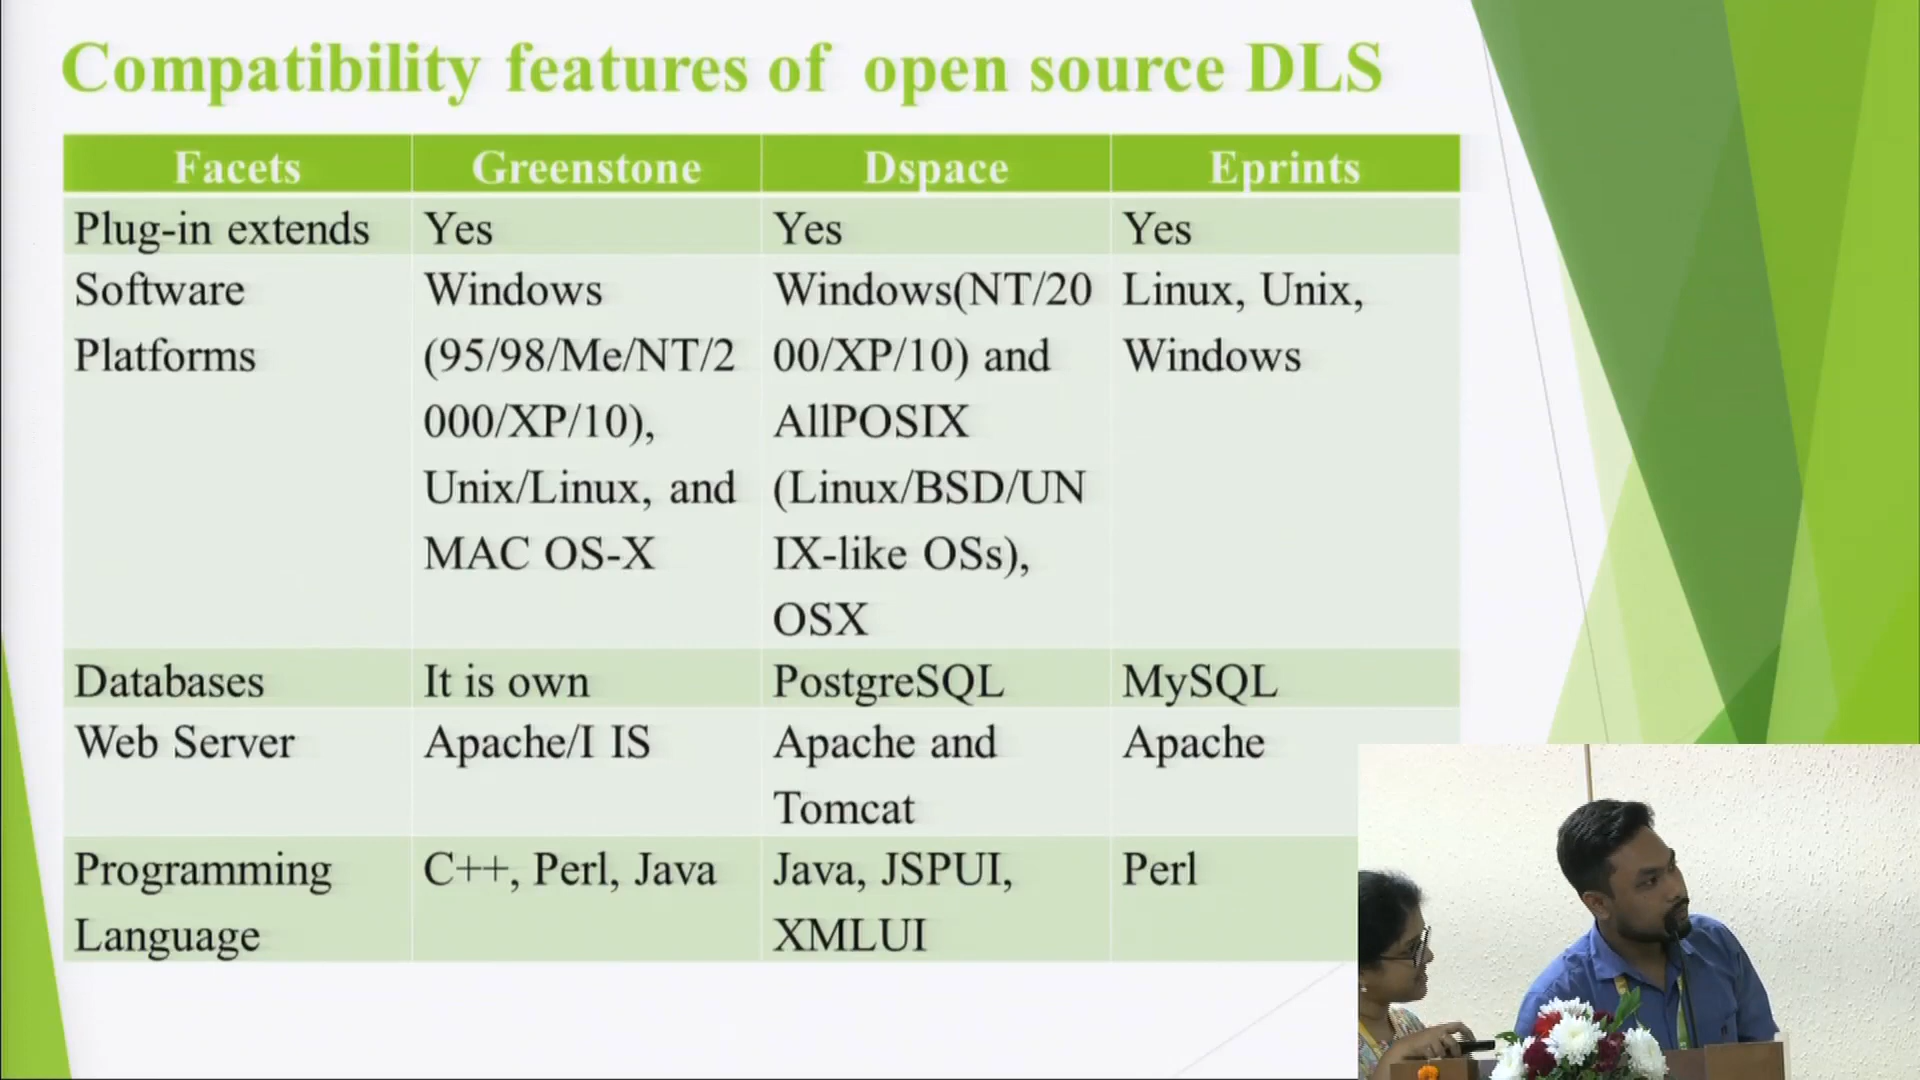 Compatibility features of open source DLS
Facets Greenstone Dspace Eprints
Plug-in extends Yes Yes Yes
Software Windows Windows(NT/20 Linux, Unix,
Platforms (95/98/Me/NT/2 00/XP/10) and Windows
000/XP/10), AllPOSIX
Unix/Linux, and (Linux/BSD/UN
MAC OS-X IX-like OSs),
OSX
Databases It is own PostgreSQL MySQL
Web Server Apache/I IS Apache and Apache
Tomcat
Programming C++, Perl, Java Java, JSPUI, Perl
Language XMLUI